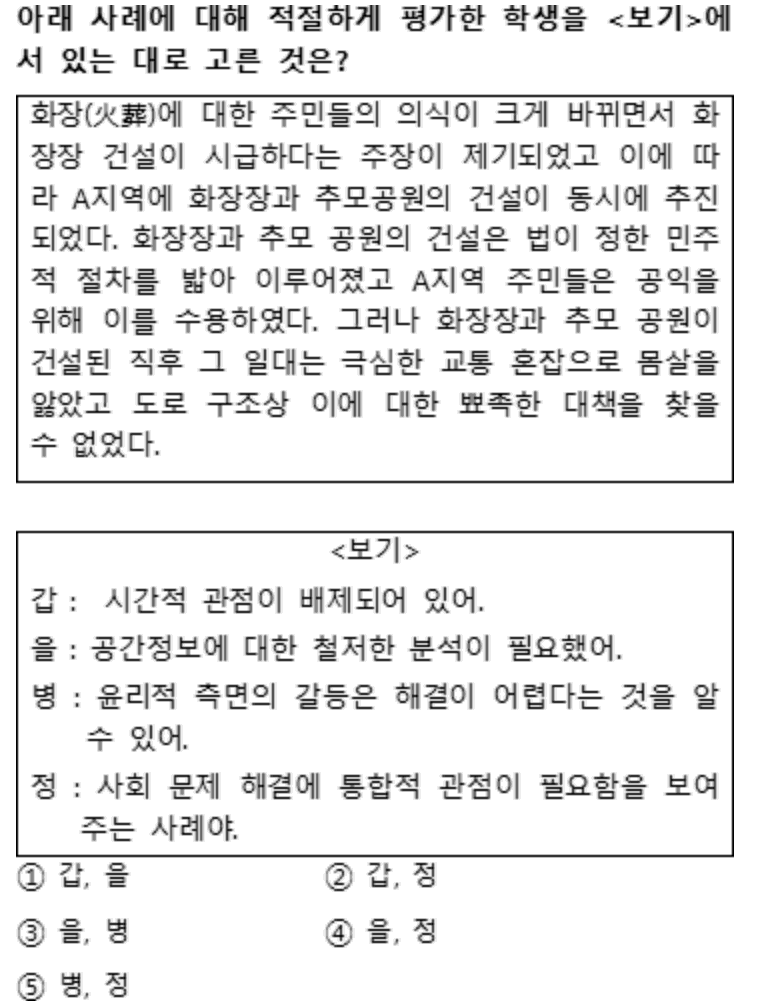 아래 사례에 대해 적절하게 평가한 학생을 <보기>에
서 있는 대로 고른 것은?
화장(火葬)에 대한 주민들의 의식이 크게 바뀌면서 화
장장 건설이 시급하다는 주장이 제기되었고 이에 따
라 A지역에 화장장과 추모공원의 건설이 동시에 추진
되었다. 화장장과 추모 공원의 건설은 법이 정한 민주
적 절차를 밟아 이루어졌고 A지역 주민들은 공익을
위해 이를 수용하였다. 그러나 화장장과 추모 공원이
건설된 직후 그 일대는 극심한 교통 혼잡으로 몸살을
앓았고 도로 구조상 이에 대한 뾰족한 대책을 찾을
수 없었다.
<보기>
갑 : 시간적 관점이 배제되어 있어.
을 : 공간정보에 대한 철저한 분석이 필요했어.
병 : 윤리적 측면의 갈등은 해결이 어렵다는 것을 알
수 있어.
정 : 사회 문제 해결에 통합적 관점이 필요함을 보여
주는 사례야.
① 갑, 을 ② 갑, 정
③ 을, 병 ④ 을, 정
⑤ 병, 정